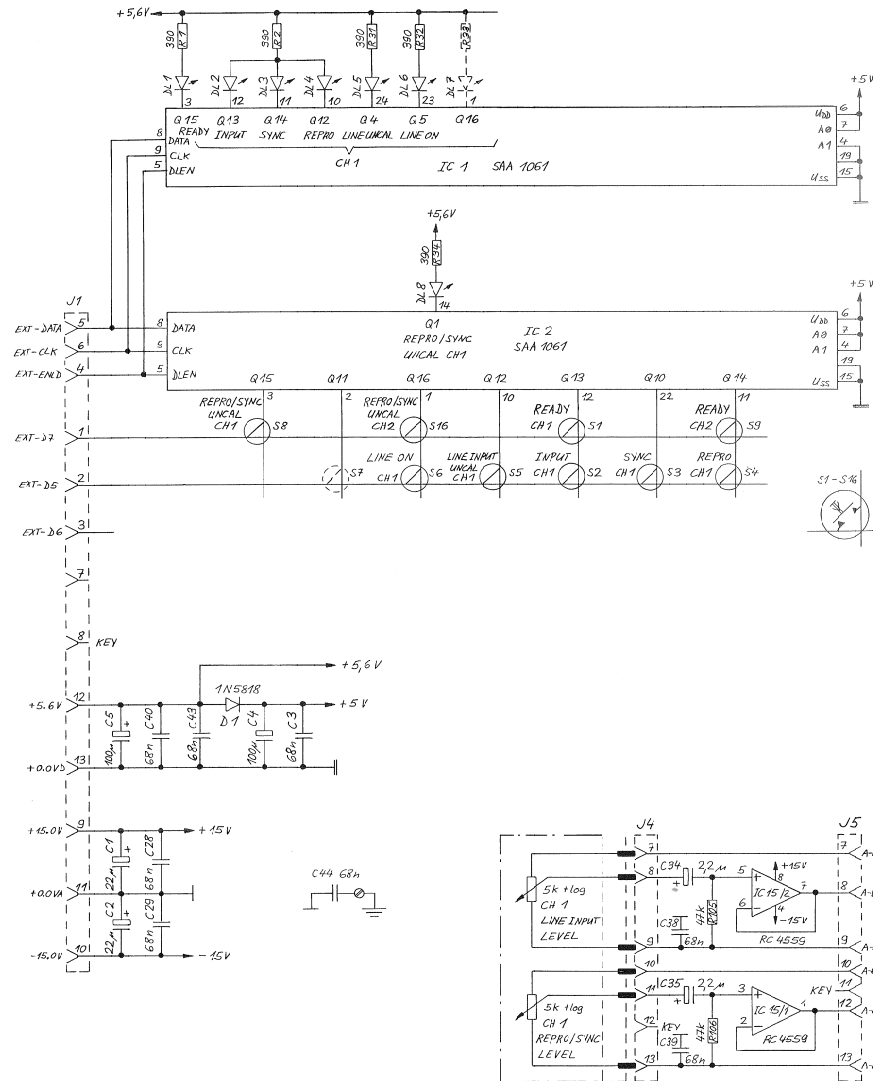 +5,6V
390 R1
390 R2
390 R31
390 R32
R33
DL1 DL2 DL3 DL4 DL5 DL6 DL7
3 12 11 10 24 23 1
Q15 Q13 Q14 Q12 Q4 Q5 Q16
READY INPUT SYNC REPRO LINE UNCAL LINE ON
CH1
IC 1 SAA 1061
8 DATA
9 CLK
5 DLEN
+5V
UDD 6
A0 7
A1 4
19
USS 15
+5,6V
390 R34
DL8
14
J1
EXT-DATA 5
EXT-CLK 6
EXT-ENLD 4
8 DATA
9 CLK
5 DLEN
Q1
REPRO/SYNC
UNCAL CH1
IC 2
SAA 1061
+5V
UDD 6
A0 7
A1 4
19
USS 15
Q15 Q11 Q16 Q12 Q13 Q10 Q14
3 2 1 10 12 22 11
REPRO/SYNC
UNCAL
CH1 S8
REPRO/SYNC
UNCAL
CH2 S16
READY
CH1 S1
READY
CH2 S9
EXT-D7 1
S7
LINE ON
CH1 S6
LINE INPUT
UNCAL
CH1 S5
INPUT
CH1 S2
SYNC
CH1 S3
REPRO
CH1 S4
EXT-D5 2
S1-S16
EXT-D6 3
7
8 KEY
+5,6V
+5.6V 12
1N5818
D1
+5V
C5 + 100µ
C40 68n
C43 68n
C4 100µ
C3 68n
+0.0VD 13
+15.0V 9
+15V
C1 + 22µ
C28 68n
+0.0VA 11
C2 + 22µ
C29 68n
-15.0V 10
-15V
C44 68n
J4
J5
7
7
8
C34 2,2µ
+
5k +log
CH 1
LINE INPUT
LEVEL
C38
68n
47k R105
5
6
7
+15V
8
IC15/2
4
-15V
RC 4559
8
9
9
10
10
11
C35 2,2µ
+
11
KEY
5k +log
CH 1
REPRO/SYNC
LEVEL
12 KEY
C39
68n
47k R106
3
2
1
IC 15/1
RC 4559
12
13
13